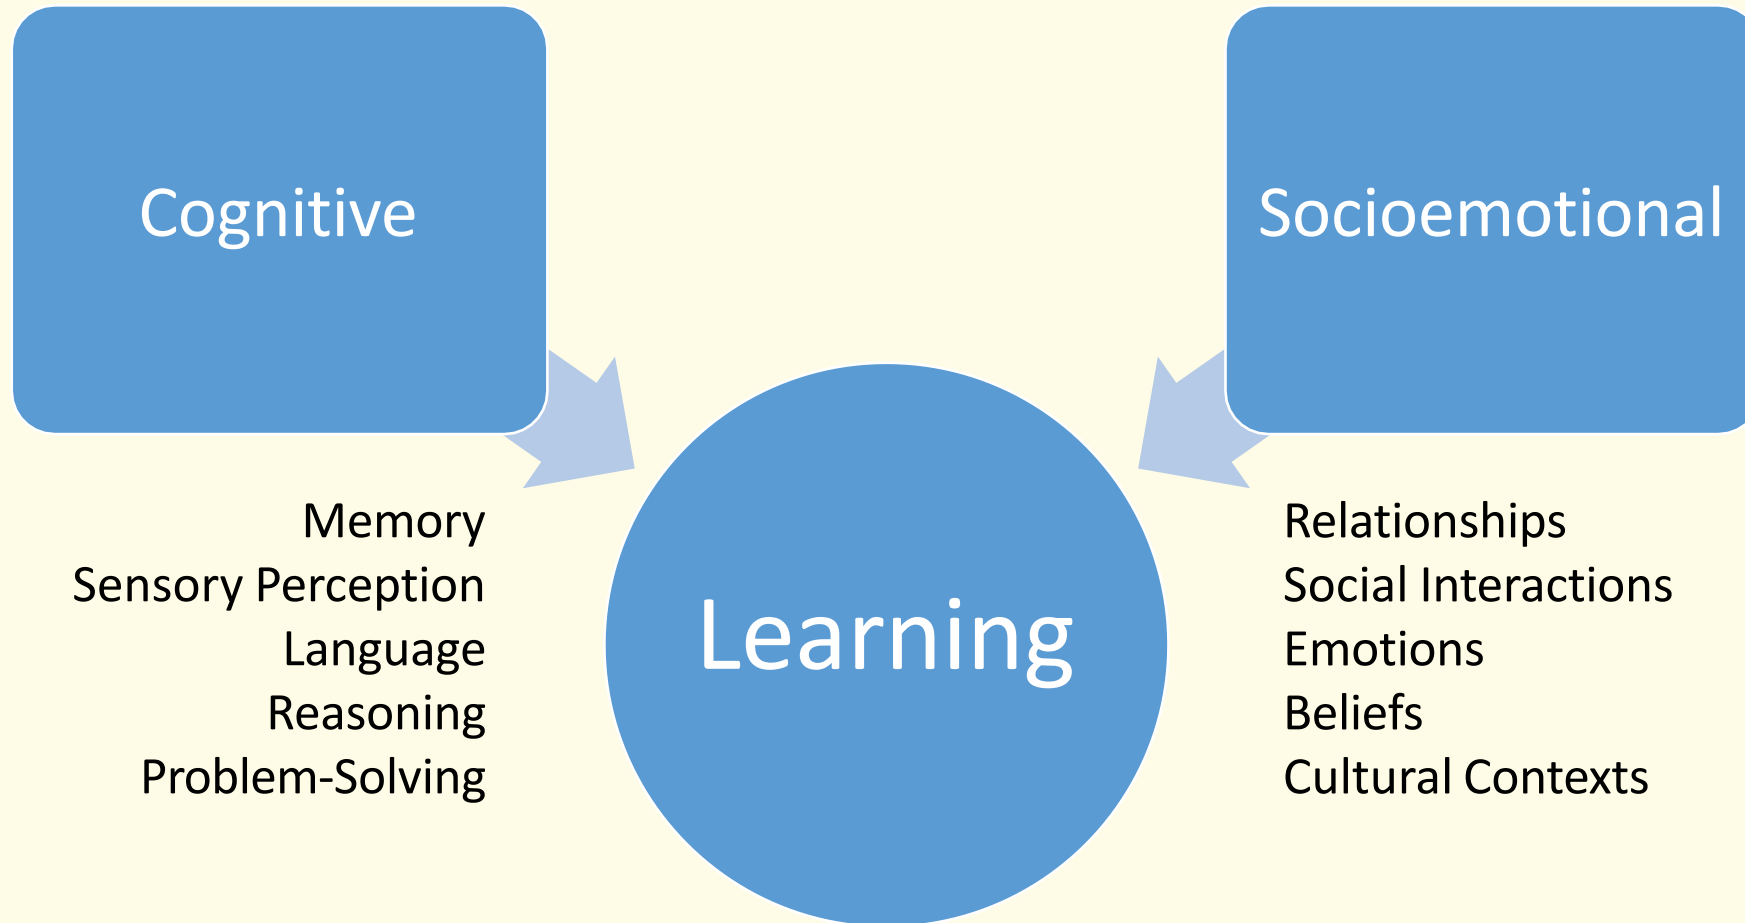 Cognitive
Socioemotional
Memory
Sensory Perception
Language
Reasoning
Problem-Solving
Learning
Relationships
Social Interactions
Emotions
Beliefs
Cultural Contexts